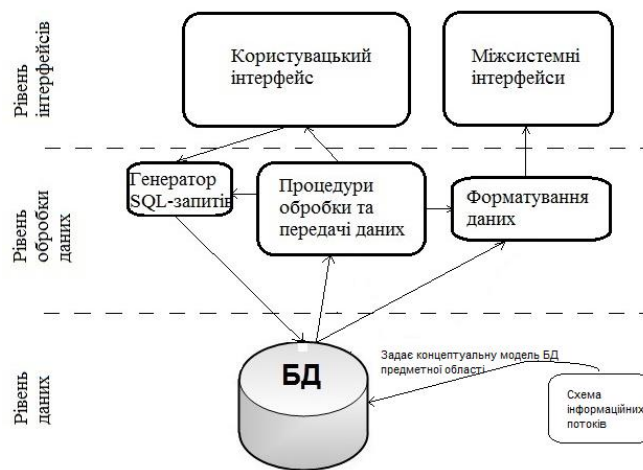 Рівень
інтерфейсів
Користувацький
інтерфейс
Міжсистемні
інтерфейси
Рівень
обробки
даних
Генератор
SQL-запитів
Процедури
обробки та
передачі даних
Форматування
даних
Рівень
даних
БД
Задає концептуальну модель БД
предметної області
Схема
інформаційних
потоків